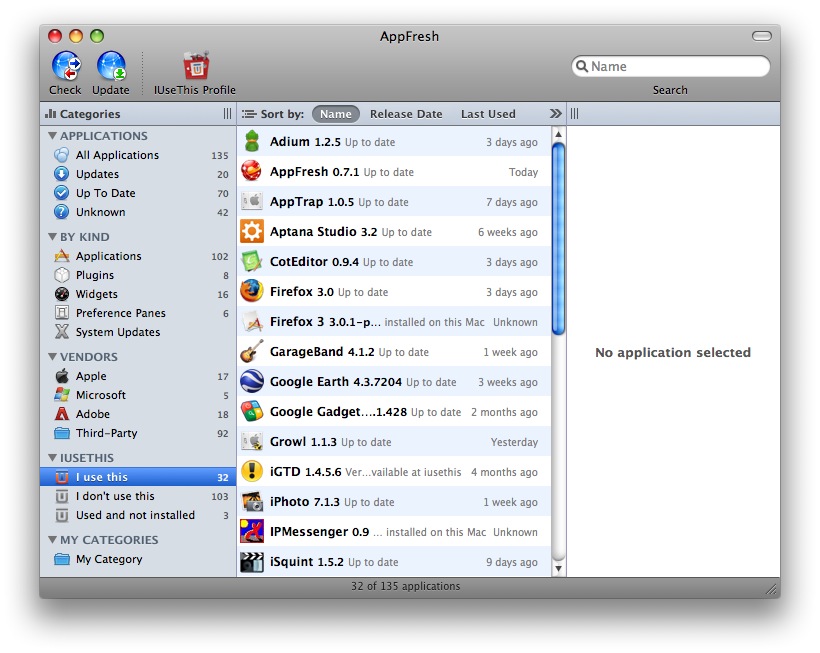 AppFresh
Check
Update
IUseThis Profile
Name
Search
Categories
Sort by: Name Release Date Last Used »
APPLICATIONS
All Applications 135
Updates 20
Up To Date 70
Unknown 42
BY KIND
Applications 102
Plugins 8
Widgets 16
Preference Panes 6
System Updates
VENDORS
Apple 17
Microsoft 5
Adobe 18
Third-Party 92
IUSETHIS
I use this 32
I don't use this 103
Used and not installed 3
MY CATEGORIES
My Category
Adium 1.2.5 Up to date 3 days ago
AppFresh 0.7.1 Up to date Today
AppTrap 1.0.5 Up to date 7 days ago
Aptana Studio 3.2 Up to date 6 weeks ago
CotEditor 0.9.4 Up to date 3 days ago
Firefox 3.0 Up to date 3 days ago
Firefox 3 3.0.1-p... installed on this Mac Unknown
GarageBand 4.1.2 Up to date 1 week ago
Google Earth 4.3.7204 Up to date 3 weeks ago
Google Gadget....1.428 Up to date 2 months ago
Growl 1.1.3 Up to date Yesterday
iGTD 1.4.5.6 Ver...vailable at iusethis 4 months ago
iPhoto 7.1.3 Up to date 1 week ago
IPMessenger 0.9 ... installed on this Mac Unknown
iSquint 1.5.2 Up to date 9 days ago
No application selected
32 of 135 applications